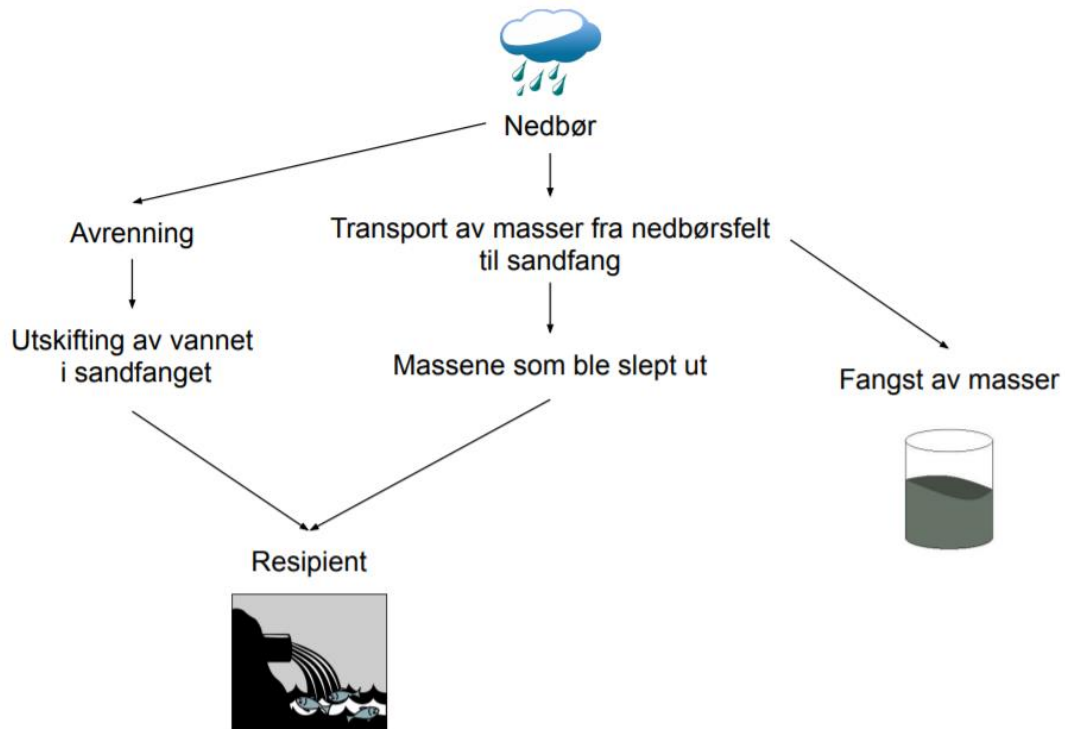 Nedbør
Avrenning
Transport av masser fra nedbørsfelt
til sandfang
Utskifting av vannet
i sandfanget
Massene som ble slept ut
Fangst av masser
Resipient